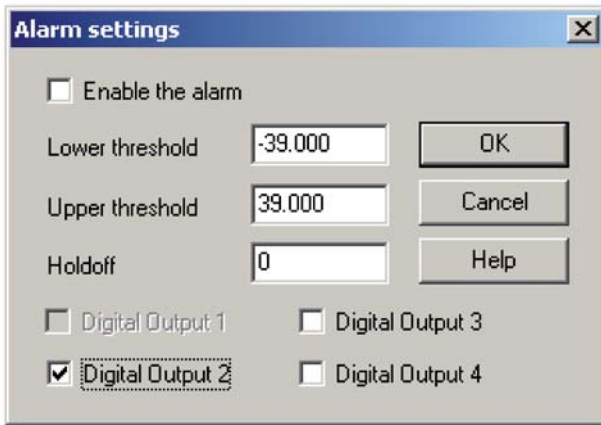 Alarm settings
Enable the alarm
Lower threshold -39.000 OK
Upper threshold 39.000 Cancel
Holdoff 0 Help
Digital Output 1 Digital Output 3
Digital Output 2 Digital Output 4